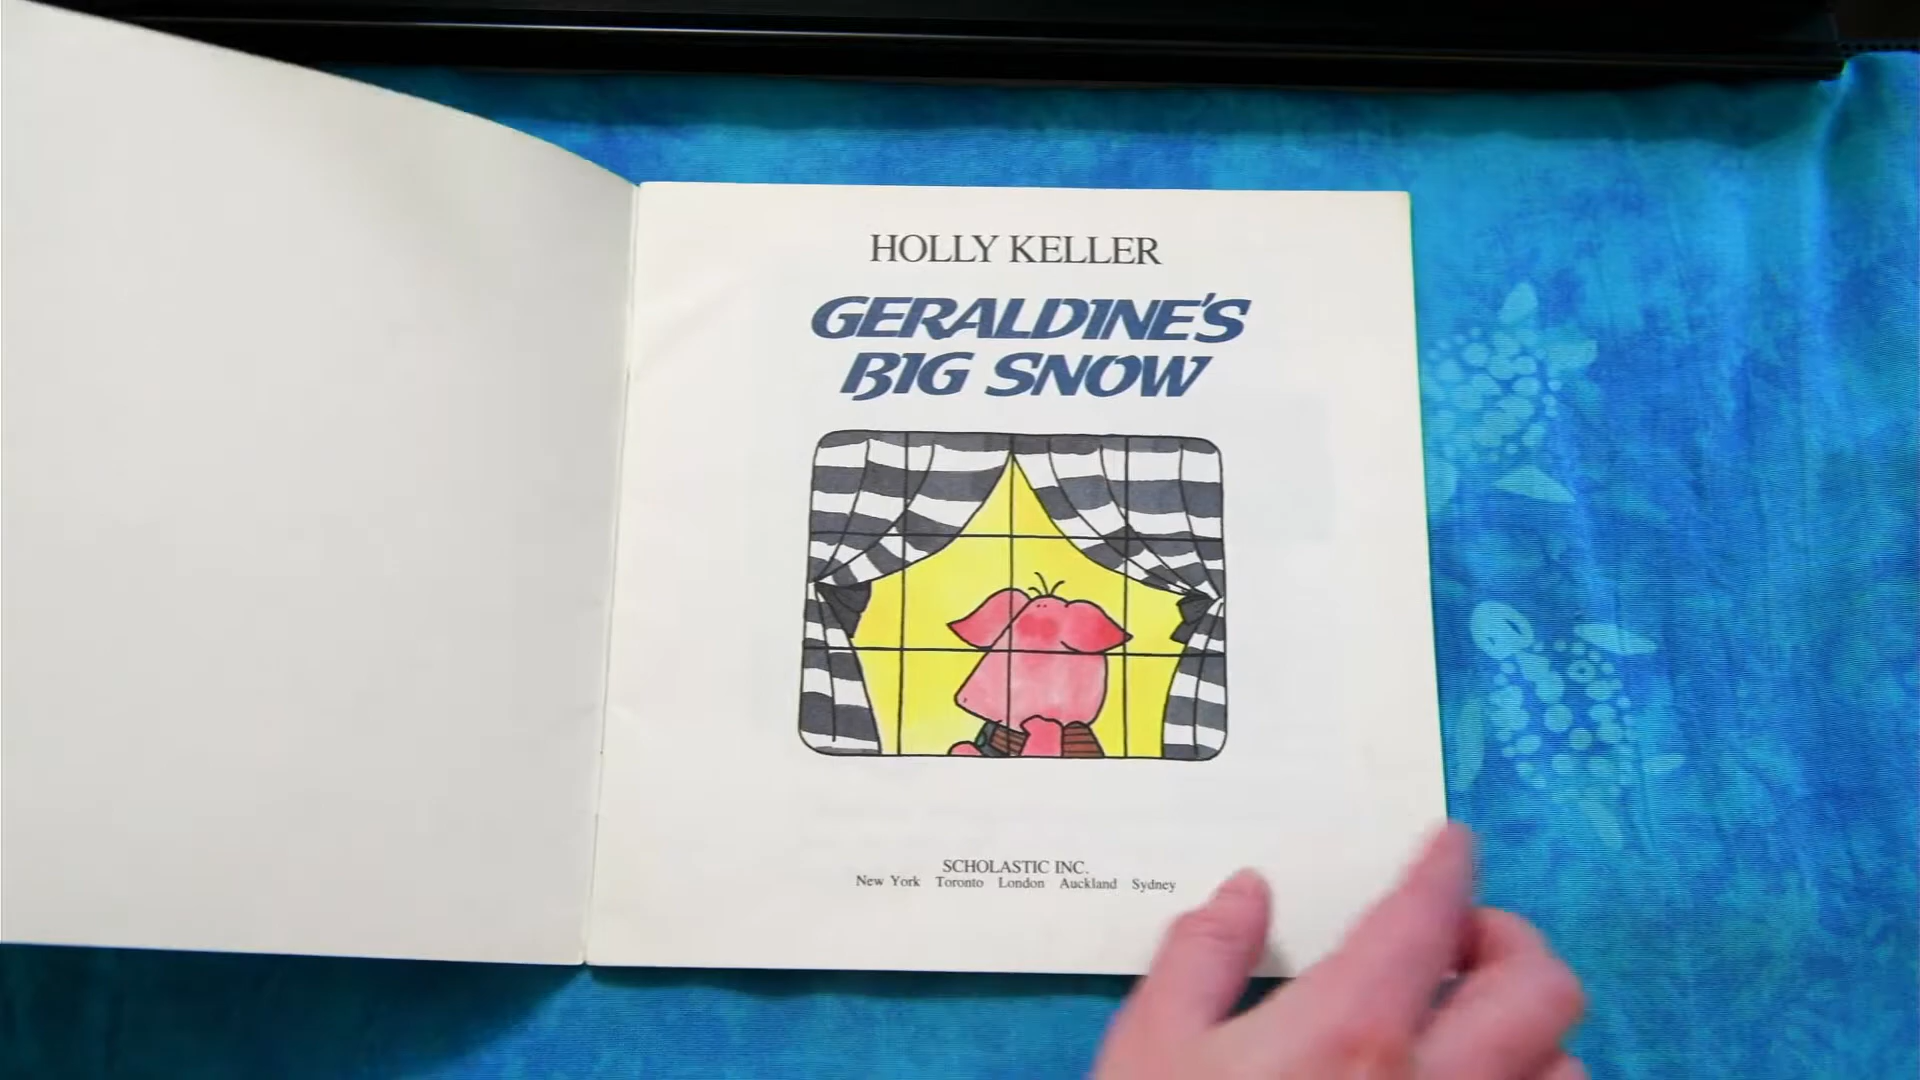 HOLLY KELLER
GERALDINE'S
BIG SNOW
SCHOLASTIC INC.
New York Toronto London Auckland Sydney